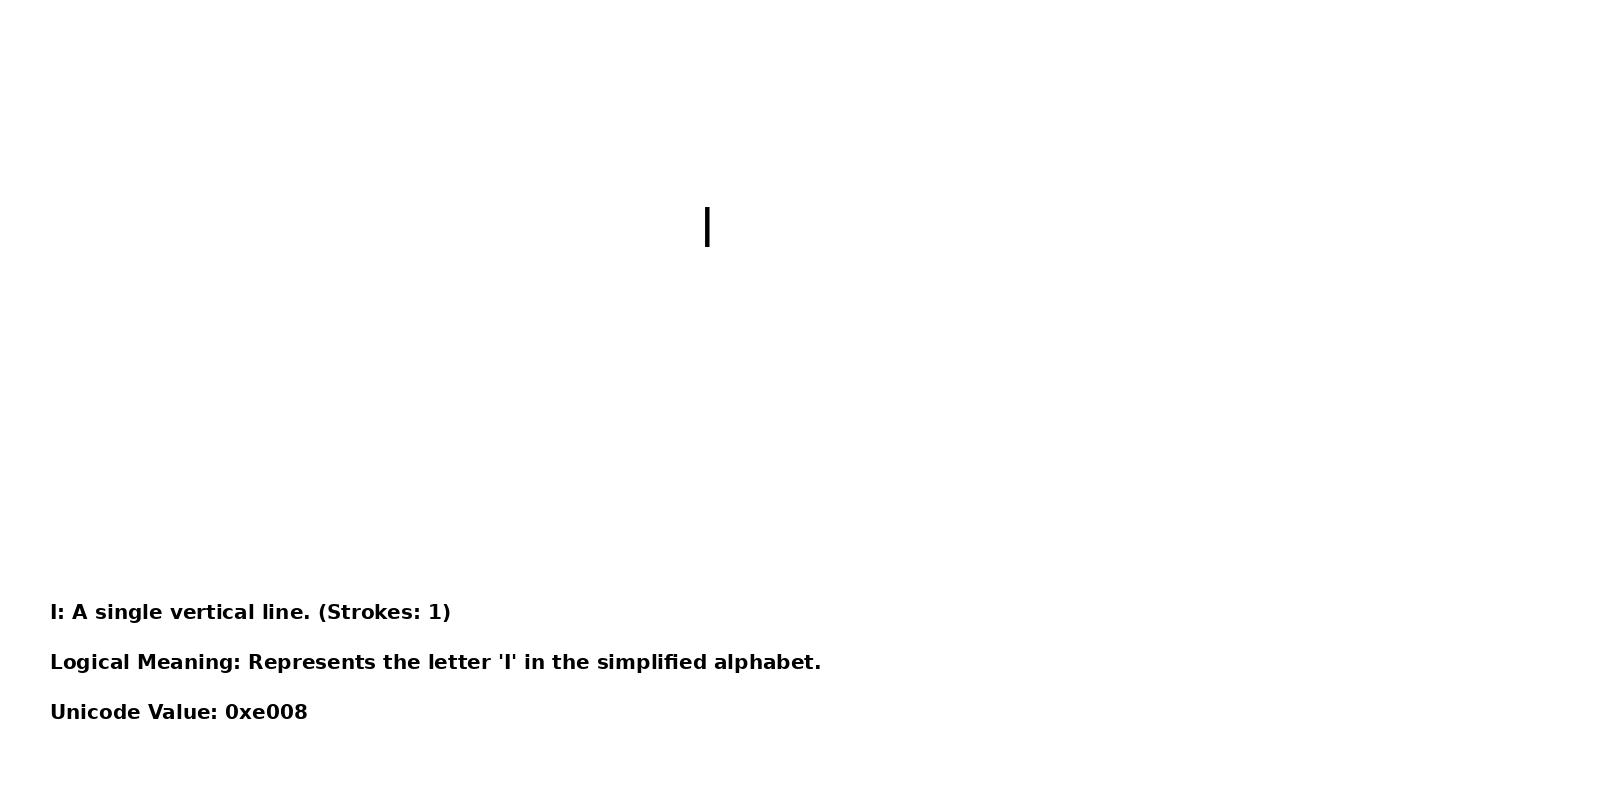 I
I: A single vertical line. (Strokes: 1)
Logical Meaning: Represents the letter 'I' in the simplified alphabet.
Unicode Value: 0xe008